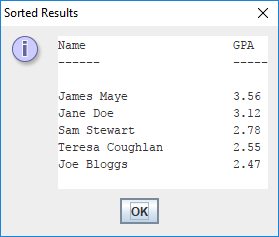 Sorted Results
Name GPA
------ -----
James Maye 3.56
Jane Doe 3.12
Sam Stewart 2.78
Teresa Coughlan 2.55
Joe Bloggs 2.47
OK